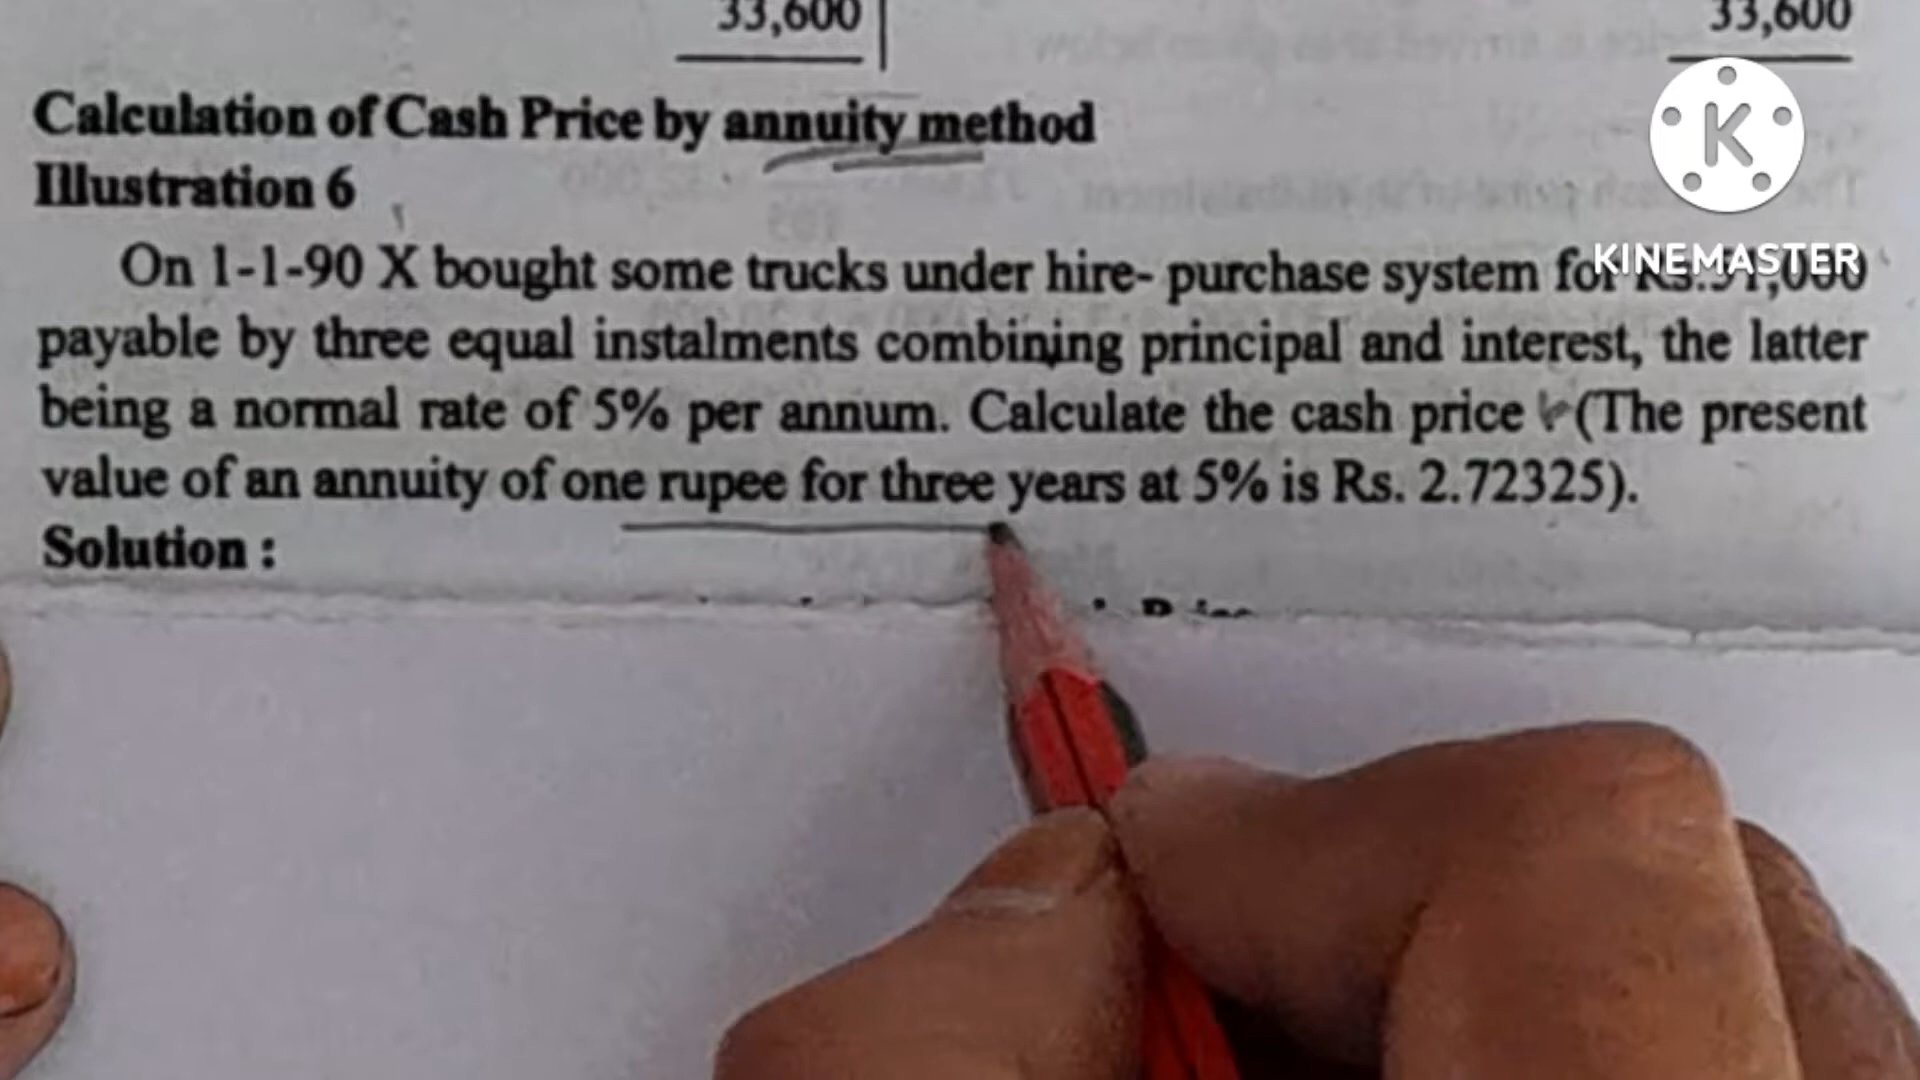 33,600 33,600
Calculation of Cash Price by annuity method
Illustration 6
On 1-1-90 X bought some trucks under hire- purchase system for
KINEMASTER
payable by three equal instalments combining principal and interest, the latter
being a normal rate of 5% per annum. Calculate the cash price (The present
value of an annuity of one rupee for three years at 5% is Rs. 2.72325).
Solution :